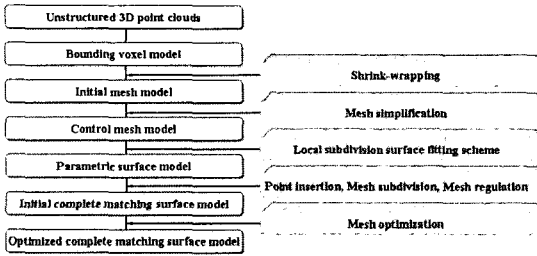 Unstructured 3D point clouds
Bounding voxel model
Shrink-wrapping
Initial mesh model
Mesh simplification
Control mesh model
Local subdivision surface fitting scheme
Parametric surface model
Point insertion, Mesh subdivision, Mesh regulation
Initial complete matching surface model
Mesh optimization
Optimized complete matching surface model